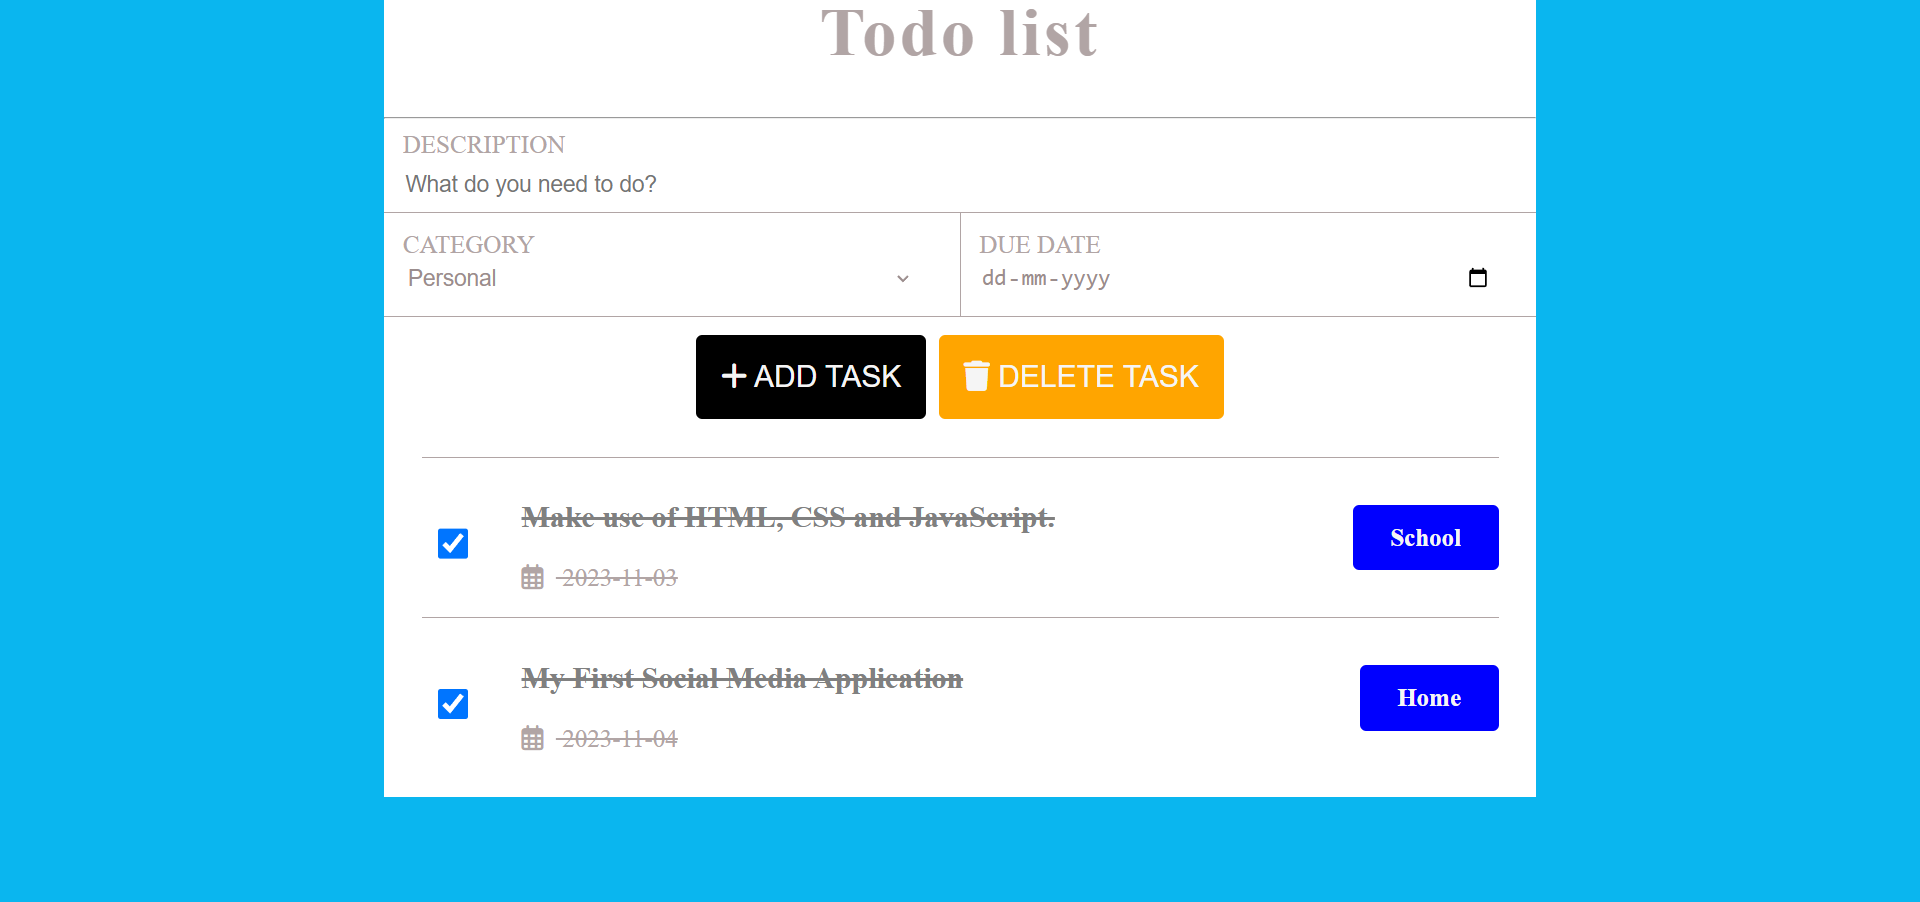 Todo list
DESCRIPTION
What do you need to do?
CATEGORY
Personal
DUE DATE
dd-mm-yyyy
ADD TASK
DELETE TASK
Make use of HTML, CSS and JavaScript.
2023-11-03
School
My First Social Media Application
2023-11-04
Home